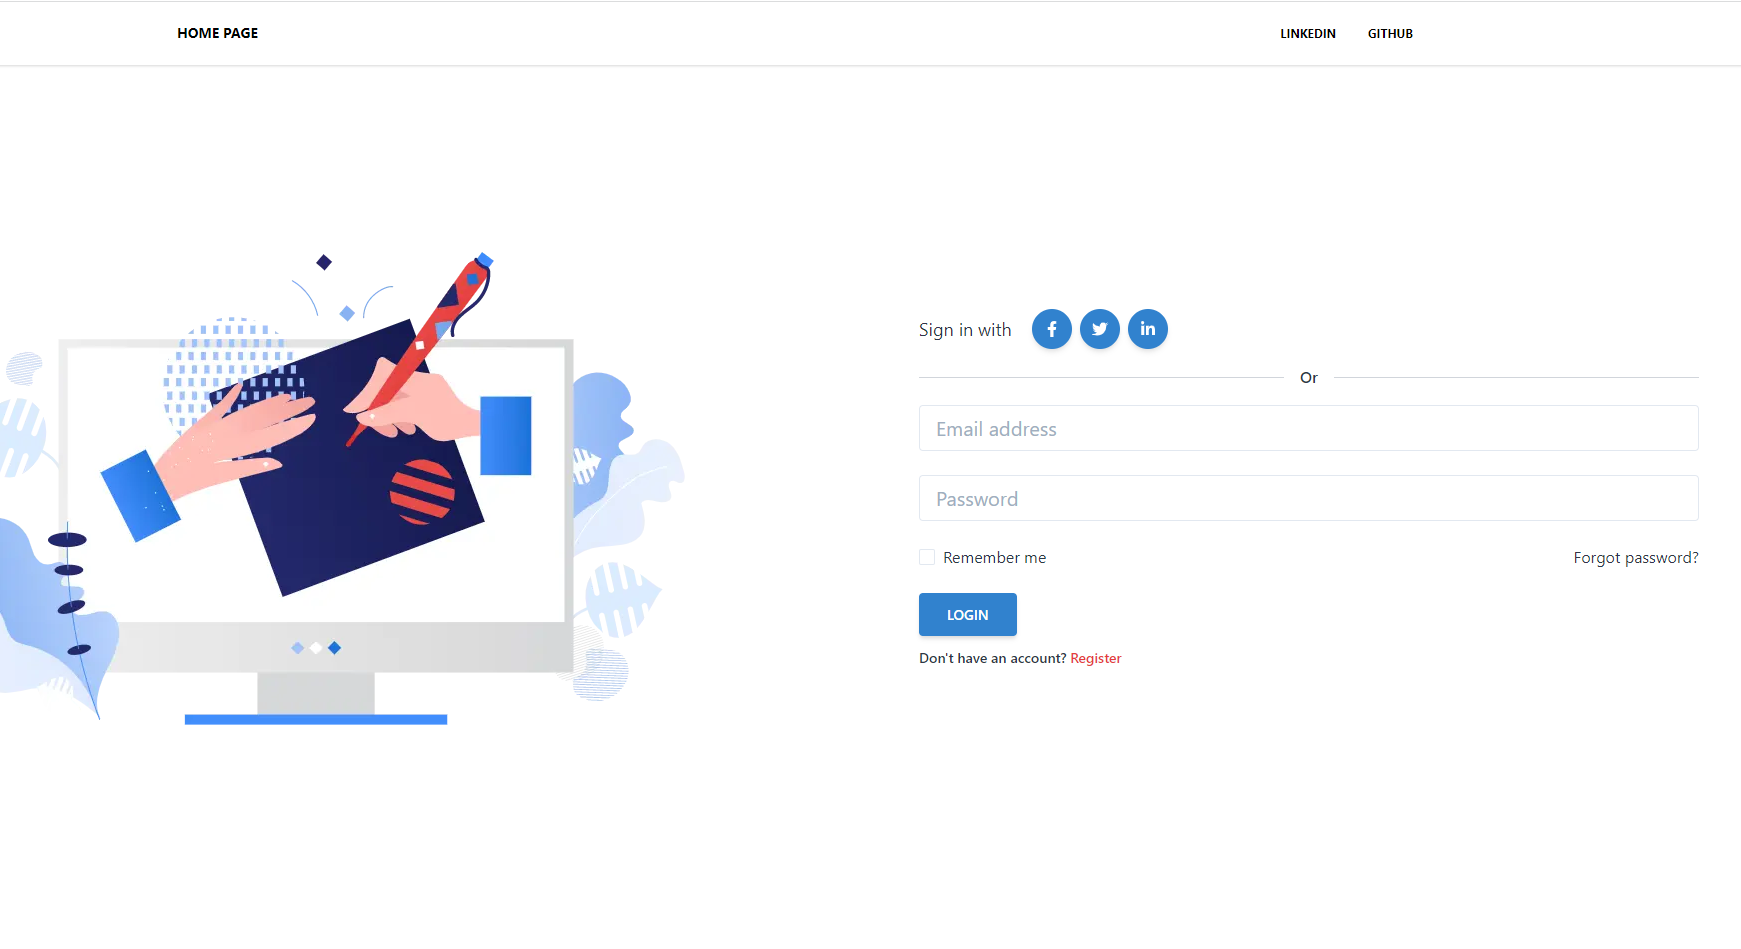 HOME PAGE
LINKEDIN
GITHUB
Sign in with
Or
Email address
Password
Remember me
Forgot password?
LOGIN
Don't have an account? Register